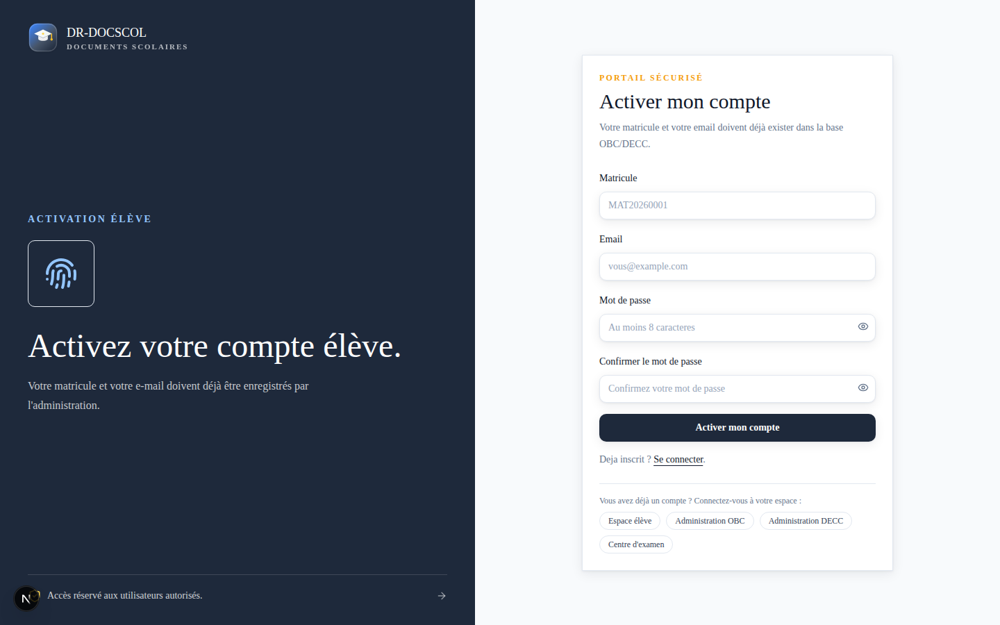 DR-DOCSCOL
DOCUMENTS SCOLAIRES
ACTIVATION ÉLÈVE
Activez votre compte élève.
Votre matricule et votre e-mail doivent déjà être enregistrés par
l'administration.
N
Accès réservé aux utilisateurs autorisés.
PORTAIL SÉCURISÉ
Activer mon compte
Votre matricule et votre email doivent déjà exister dans la base
OBC/DECC.
Matricule
MAT20260001
Email
vous@example.com
Mot de passe
Au moins 8 caracteres
Confirmer le mot de passe
Confirmez votre mot de passe
Activer mon compte
Deja inscrit ? Se connecter.
Vous avez déjà un compte ? Connectez-vous à votre espace :
Espace élève
Administration OBC
Administration DECC
Centre d'examen